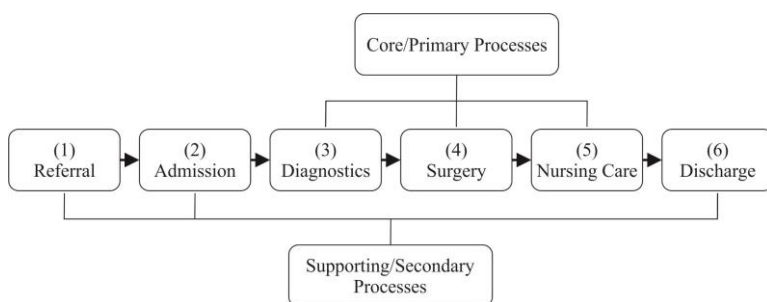 Core/Primary Processes
(1)
Referral
(2)
Admission
(3)
Diagnostics
(4)
Surgery
(5)
Nursing Care
(6)
Discharge
Supporting/Secondary
Processes